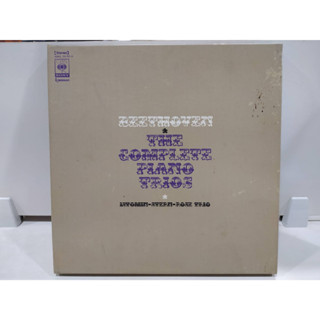 BEETHOVEN
THE
COMPLETE
PIANO
TRIOS
ISTOMIN-STERN-ROSE TRIO